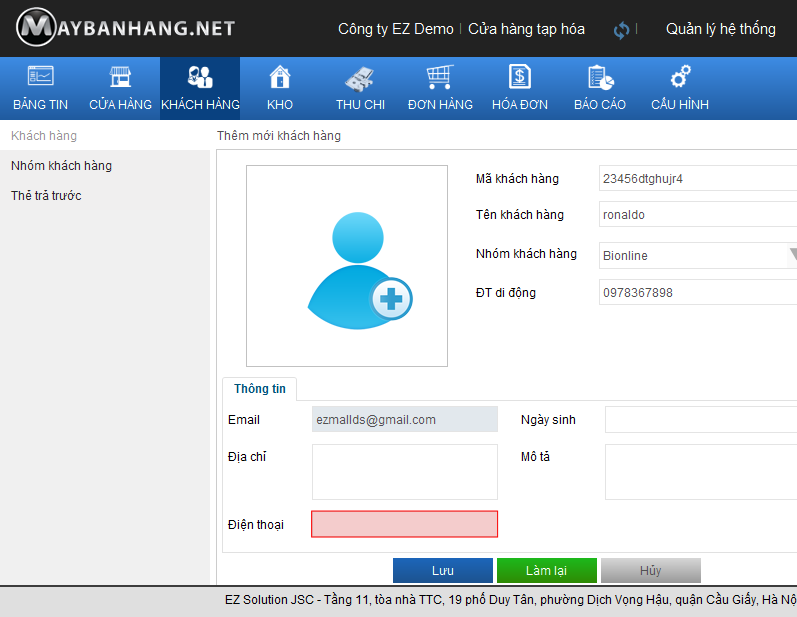 MAYBANHANG.NET
Công ty EZ Demo | Cửa hàng tạp hóa | Quản lý hệ thống
BẢNG TIN CỬA HÀNG KHÁCH HÀNG KHO THU CHI ĐƠN HÀNG HÓA ĐƠN BÁO CÁO CẤU HÌNH
Khách hàng
Nhóm khách hàng
Thẻ trả trước
Thêm mới khách hàng
Mã khách hàng 23456dtghujr4
Tên khách hàng ronaldo
Nhóm khách hàng Bionline
ĐT di động 0978367898
Thông tin
Email ezmallds@gmail.com Ngày sinh
Địa chỉ Mô tả
Điện thoại
Lưu Làm lại Hủy
EZ Solution JSC - Tầng 11, tòa nhà TTC, 19 phố Duy Tân, phường Dịch Vọng Hậu, quận Cầu Giấy, Hà Nộ